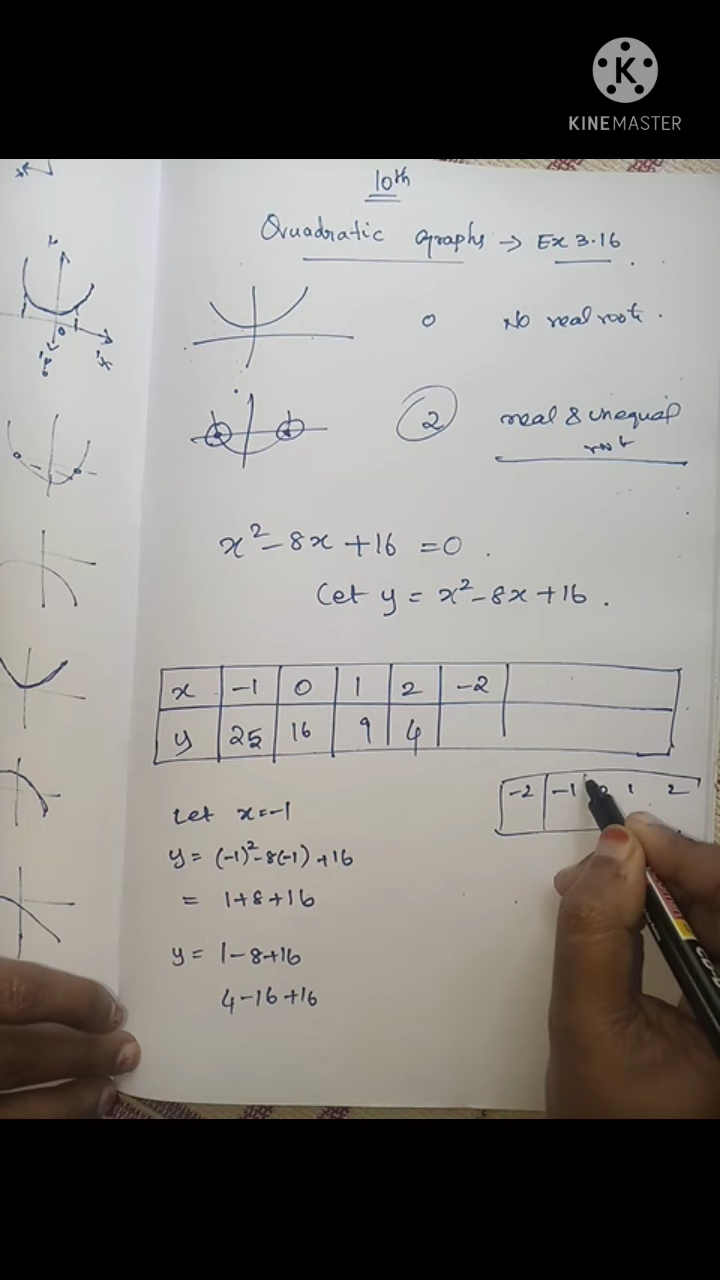 KINEMASTER
10th
Quadratic Graphs → Ex 3.16
0 No real roots.
2 real & unequal
root
x² - 8x + 16 = 0.
Let y = x² - 8x + 16.
x -1 0 1 2 -2
y 25 16 9 4
-2 -1 0 1 2
Let x = -1
y = (-1)² - 8(-1) + 16
= 1 + 8 + 16
y = 1 - 8 + 16
4 - 16 + 16